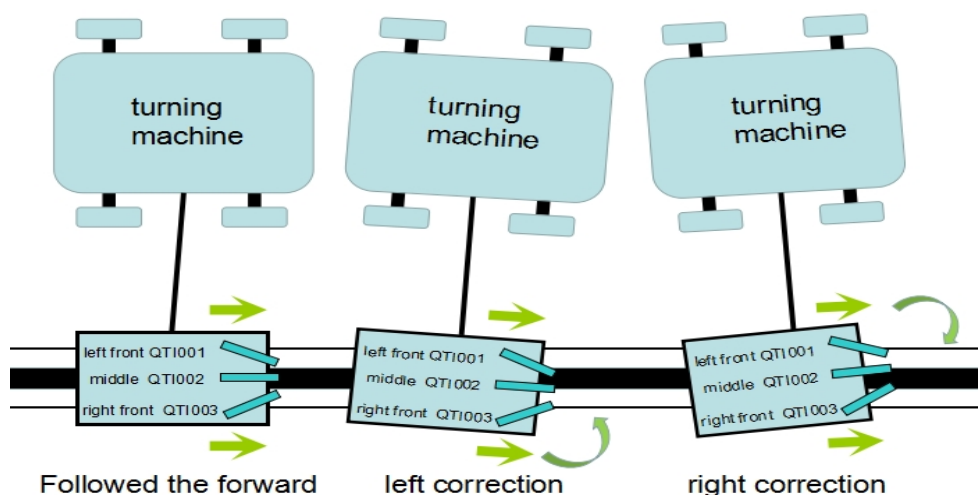 turning
machine
turning
machine
turning
machine
left front QTI001
middle QTI002
right front QTI003
left front QTI001
middle QTI002
right front QTI003
left front QTI001
middle QTI002
right front QTI003
Followed the forward
left correction
right correction